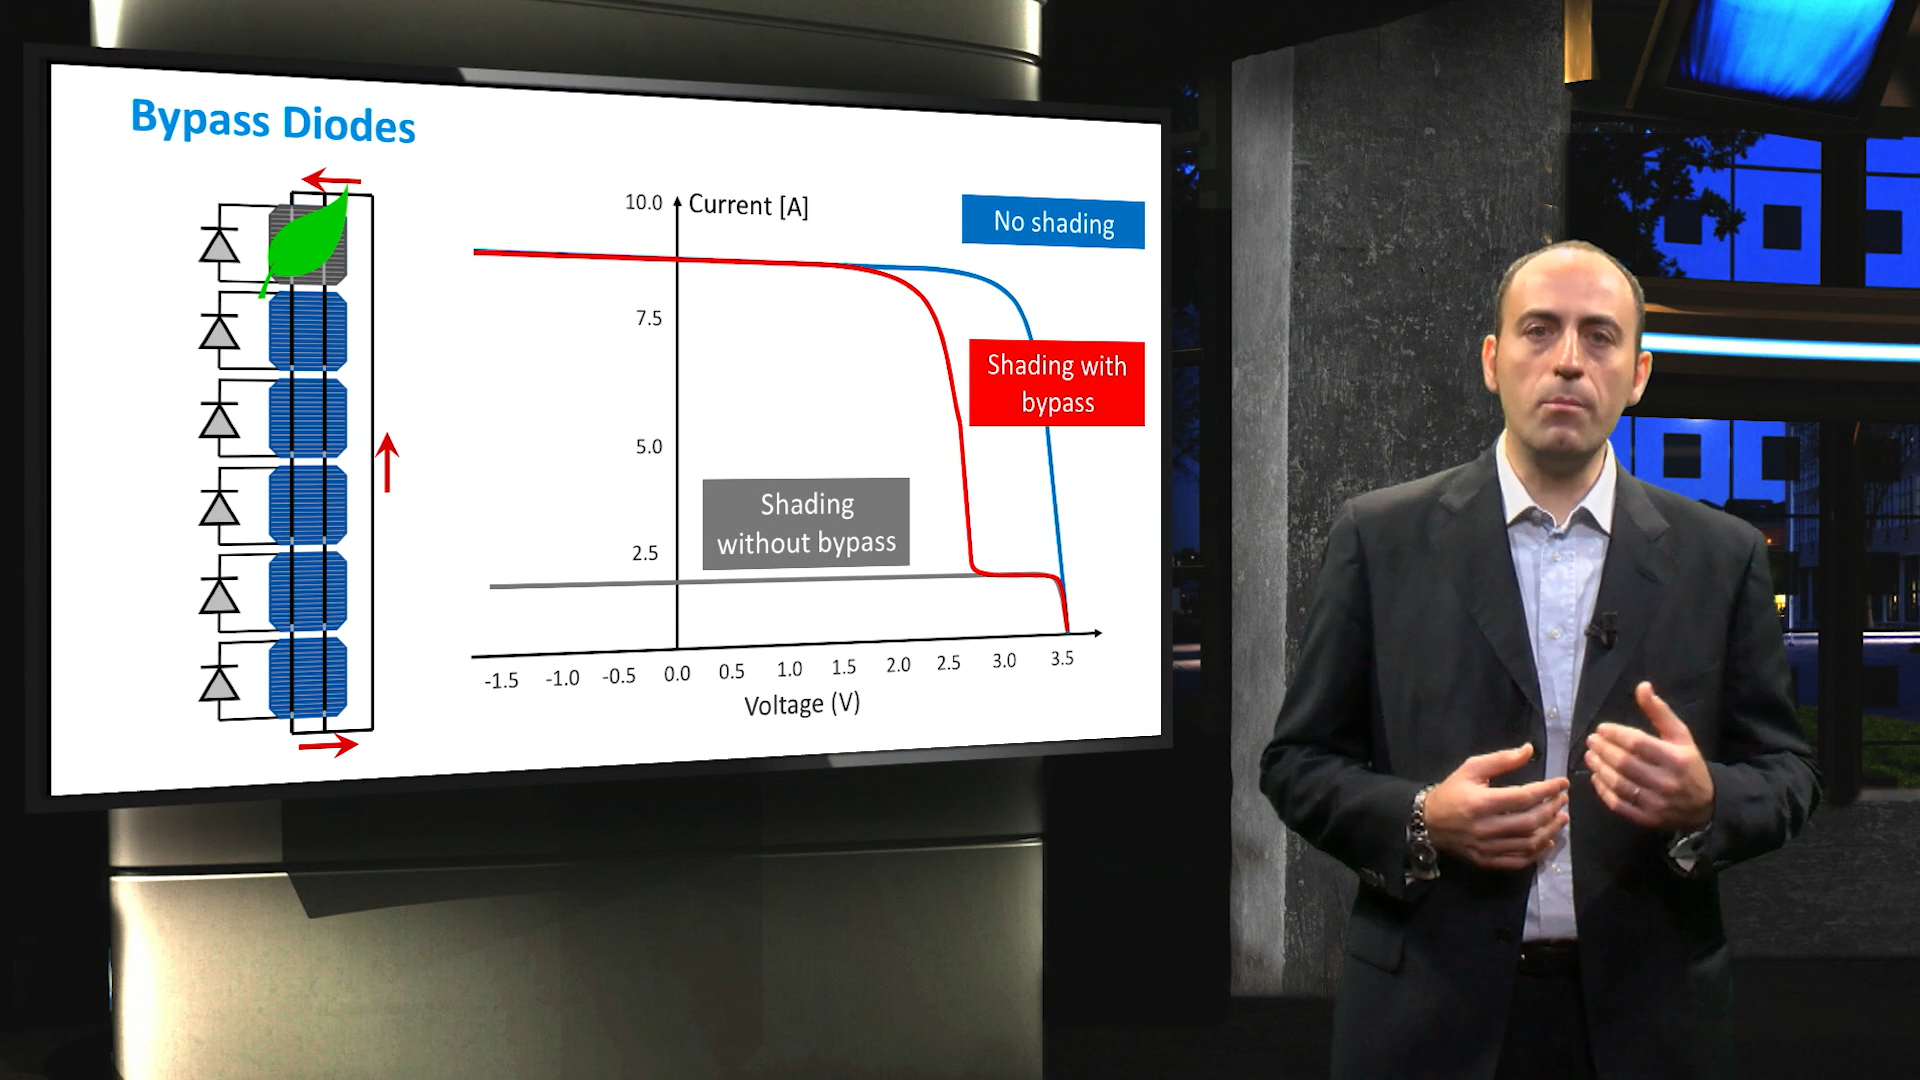 Bypass Diodes
10.0
Current [A]
No shading
7.5
Shading with
bypass
5.0
Shading
without bypass
2.5
-1.5 -1.0 -0.5 0.0 0.5 1.0 1.5 2.0 2.5 3.0 3.5
Voltage (V)